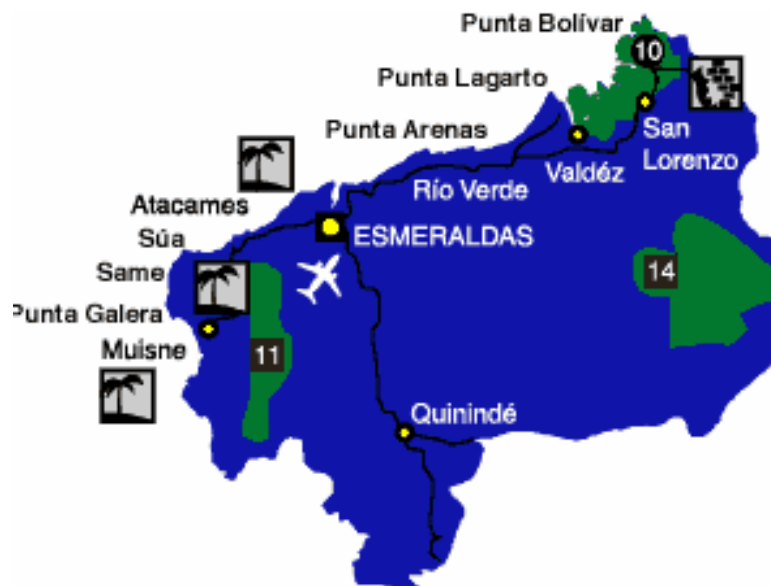 Punta Bolívar
10
Punta Lagarto
Punta Arenas
San
Lorenzo
Valdéz
Río Verde
Atacames
ESMERALDAS
Súa
Same
14
Punta Galera
Muisne
11
Quinindé